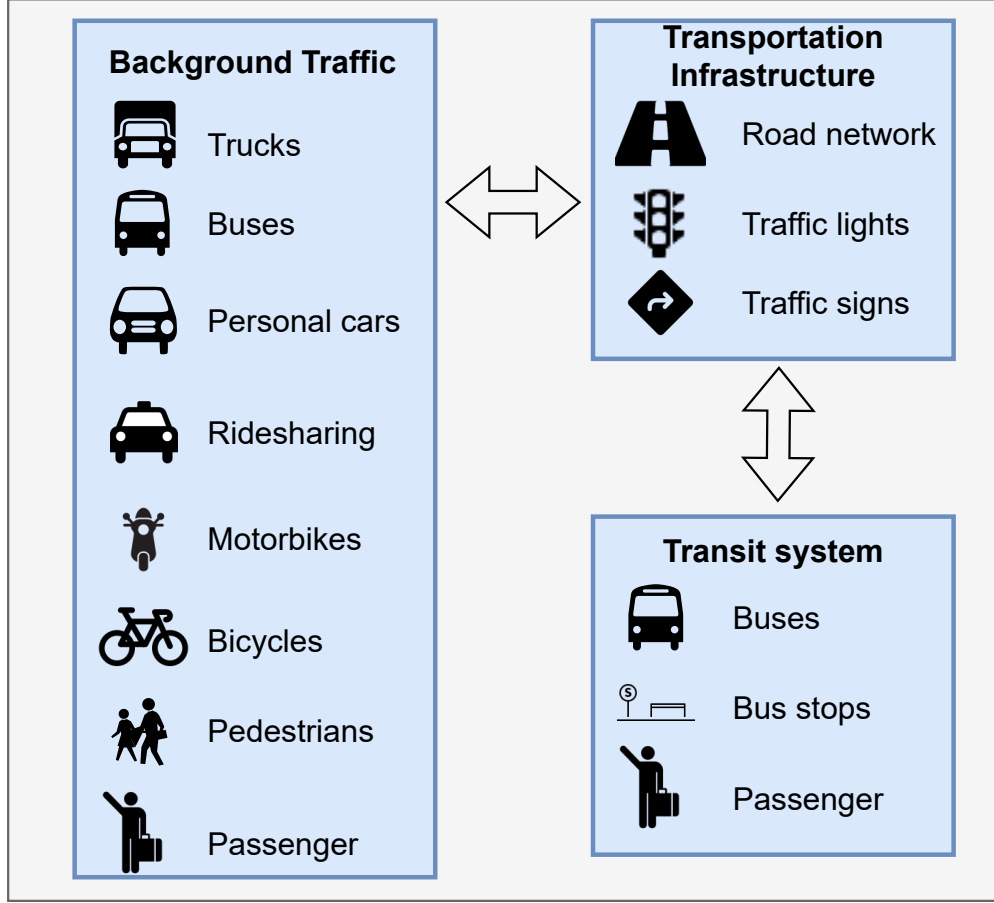 Background Traffic
Trucks
Buses
Personal cars
Ridesharing
Motorbikes
Bicycles
Pedestrians
Passenger
Transportation
Infrastructure
Road network
Traffic lights
Traffic signs
Transit system
Buses
S
Bus stops
Passenger